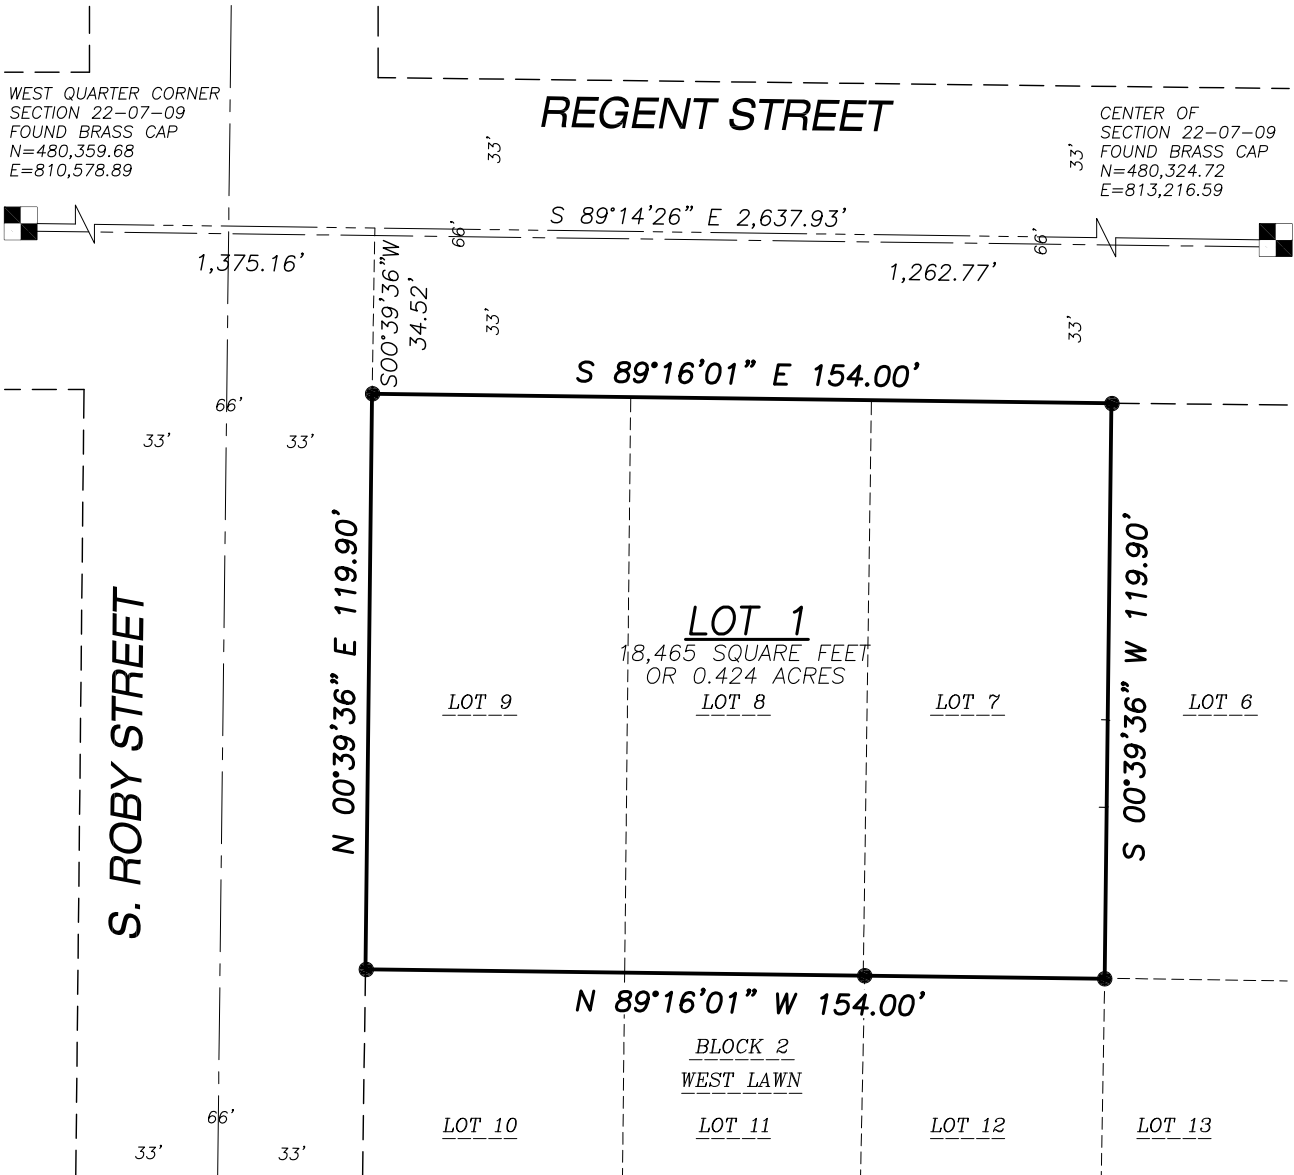 WEST QUARTER CORNER
SECTION 22-07-09
FOUND BRASS CAP
N=480,359.68
E=810,578.89
REGENT STREET
CENTER OF
SECTION 22-07-09
FOUND BRASS CAP
N=480,324.72
E=813,216.59
33'
33'
S 89°14'26" E 2,637.93'
66'
66'
1,375.16'
1,262.77'
S00°39'36"W
34.52'
33'
33'
S 89°16'01" E 154.00'
66'
33'
33'
N 00°39'36" E 119.90'
S 00°39'36" W 119.90'
S. ROBY STREET
LOT 1
18,465 SQUARE FEET
OR 0.424 ACRES
LOT 9
LOT 8
LOT 7
LOT 6
N 89°16'01" W 154.00'
BLOCK 2
WEST LAWN
66'
33'
33'
LOT 10
LOT 11
LOT 12
LOT 13